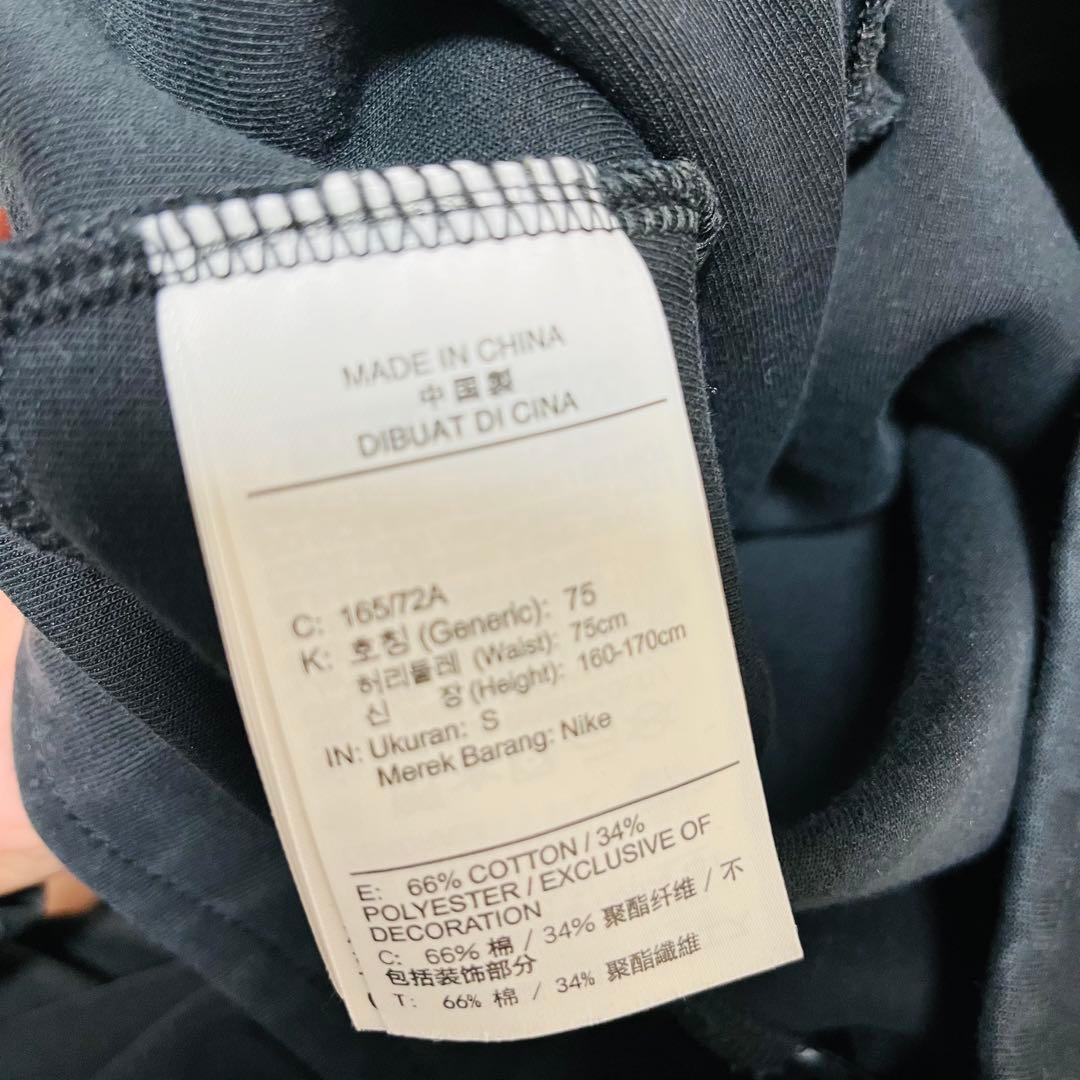 MADE IN CHINA
中国製
DIBUAT DI CINA
C: 165/72A
K: 호칭 (Generic): 75
허리둘레 (Waist): 75cm
신 장 (Height): 160-170cm
IN: Ukuran: S
Merek Barang: Nike
E: 66% COTTON / 34%
POLYESTER / EXCLUSIVE OF
DECORATION
C: 66% 棉 / 34% 聚酯纤维 / 不
包括装饰部分
T: 66% 棉 / 34% 聚酯纖維